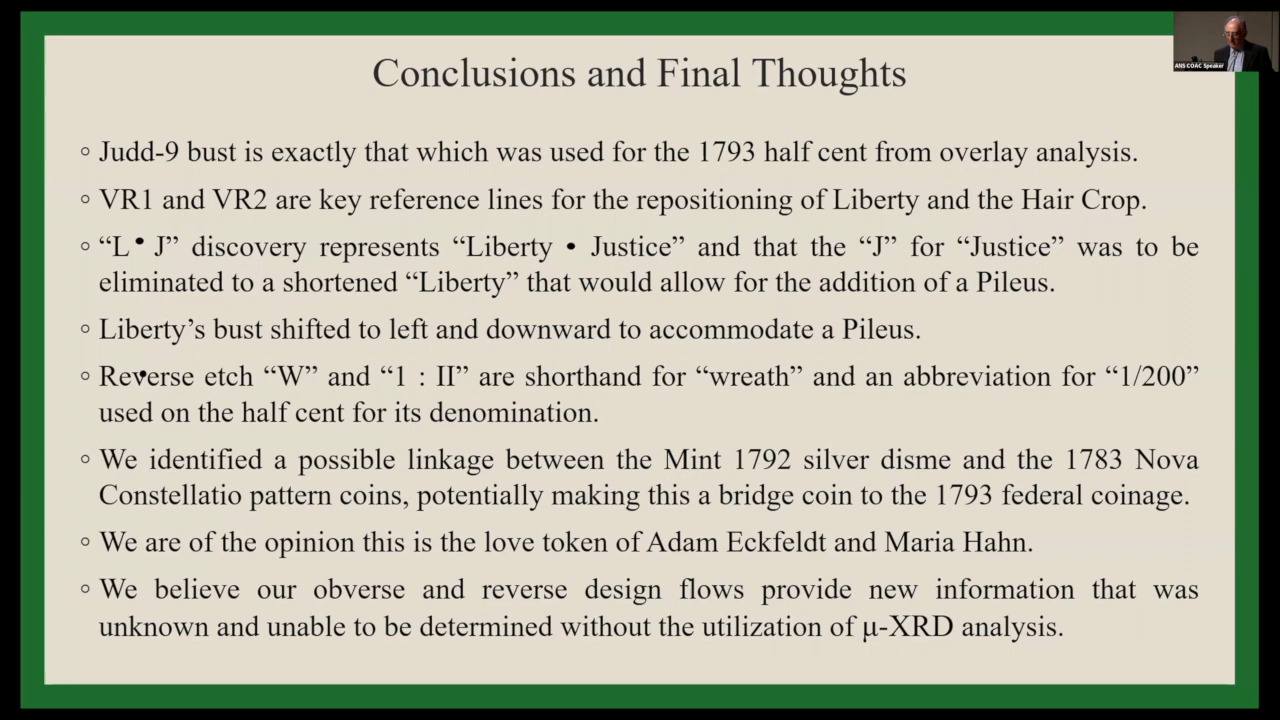 ANS COAC Speaker
Conclusions and Final Thoughts
◦ Judd-9 bust is exactly that which was used for the 1793 half cent from overlay analysis.
◦ VR1 and VR2 are key reference lines for the repositioning of Liberty and the Hair Crop.
◦ “L • J” discovery represents “Liberty • Justice” and that the “J” for “Justice” was to be
eliminated to a shortened “Liberty” that would allow for the addition of a Pileus.
◦ Liberty’s bust shifted to left and downward to accommodate a Pileus.
◦ Reverse etch “W” and “1 : II” are shorthand for “wreath” and an abbreviation for “1/200”
used on the half cent for its denomination.
◦ We identified a possible linkage between the Mint 1792 silver disme and the 1783 Nova
Constellatio pattern coins, potentially making this a bridge coin to the 1793 federal coinage.
◦ We are of the opinion this is the love token of Adam Eckfeldt and Maria Hahn.
◦ We believe our obverse and reverse design flows provide new information that was
unknown and unable to be determined without the utilization of μ-XRD analysis.